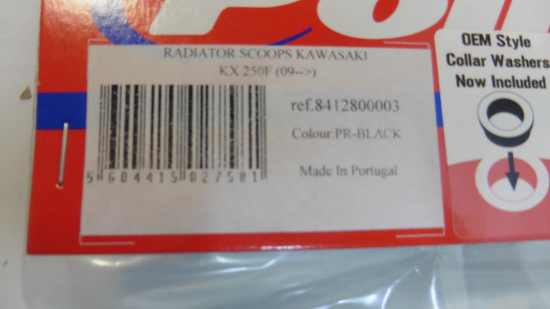 OEM Style
Collar Washers
Now Included
RADIATOR SCOOPS KAWASAKI
KX 250F (09-->)
ref.8412800003
Colour:PR-BLACK
5 604415 027581
Made In Portugal